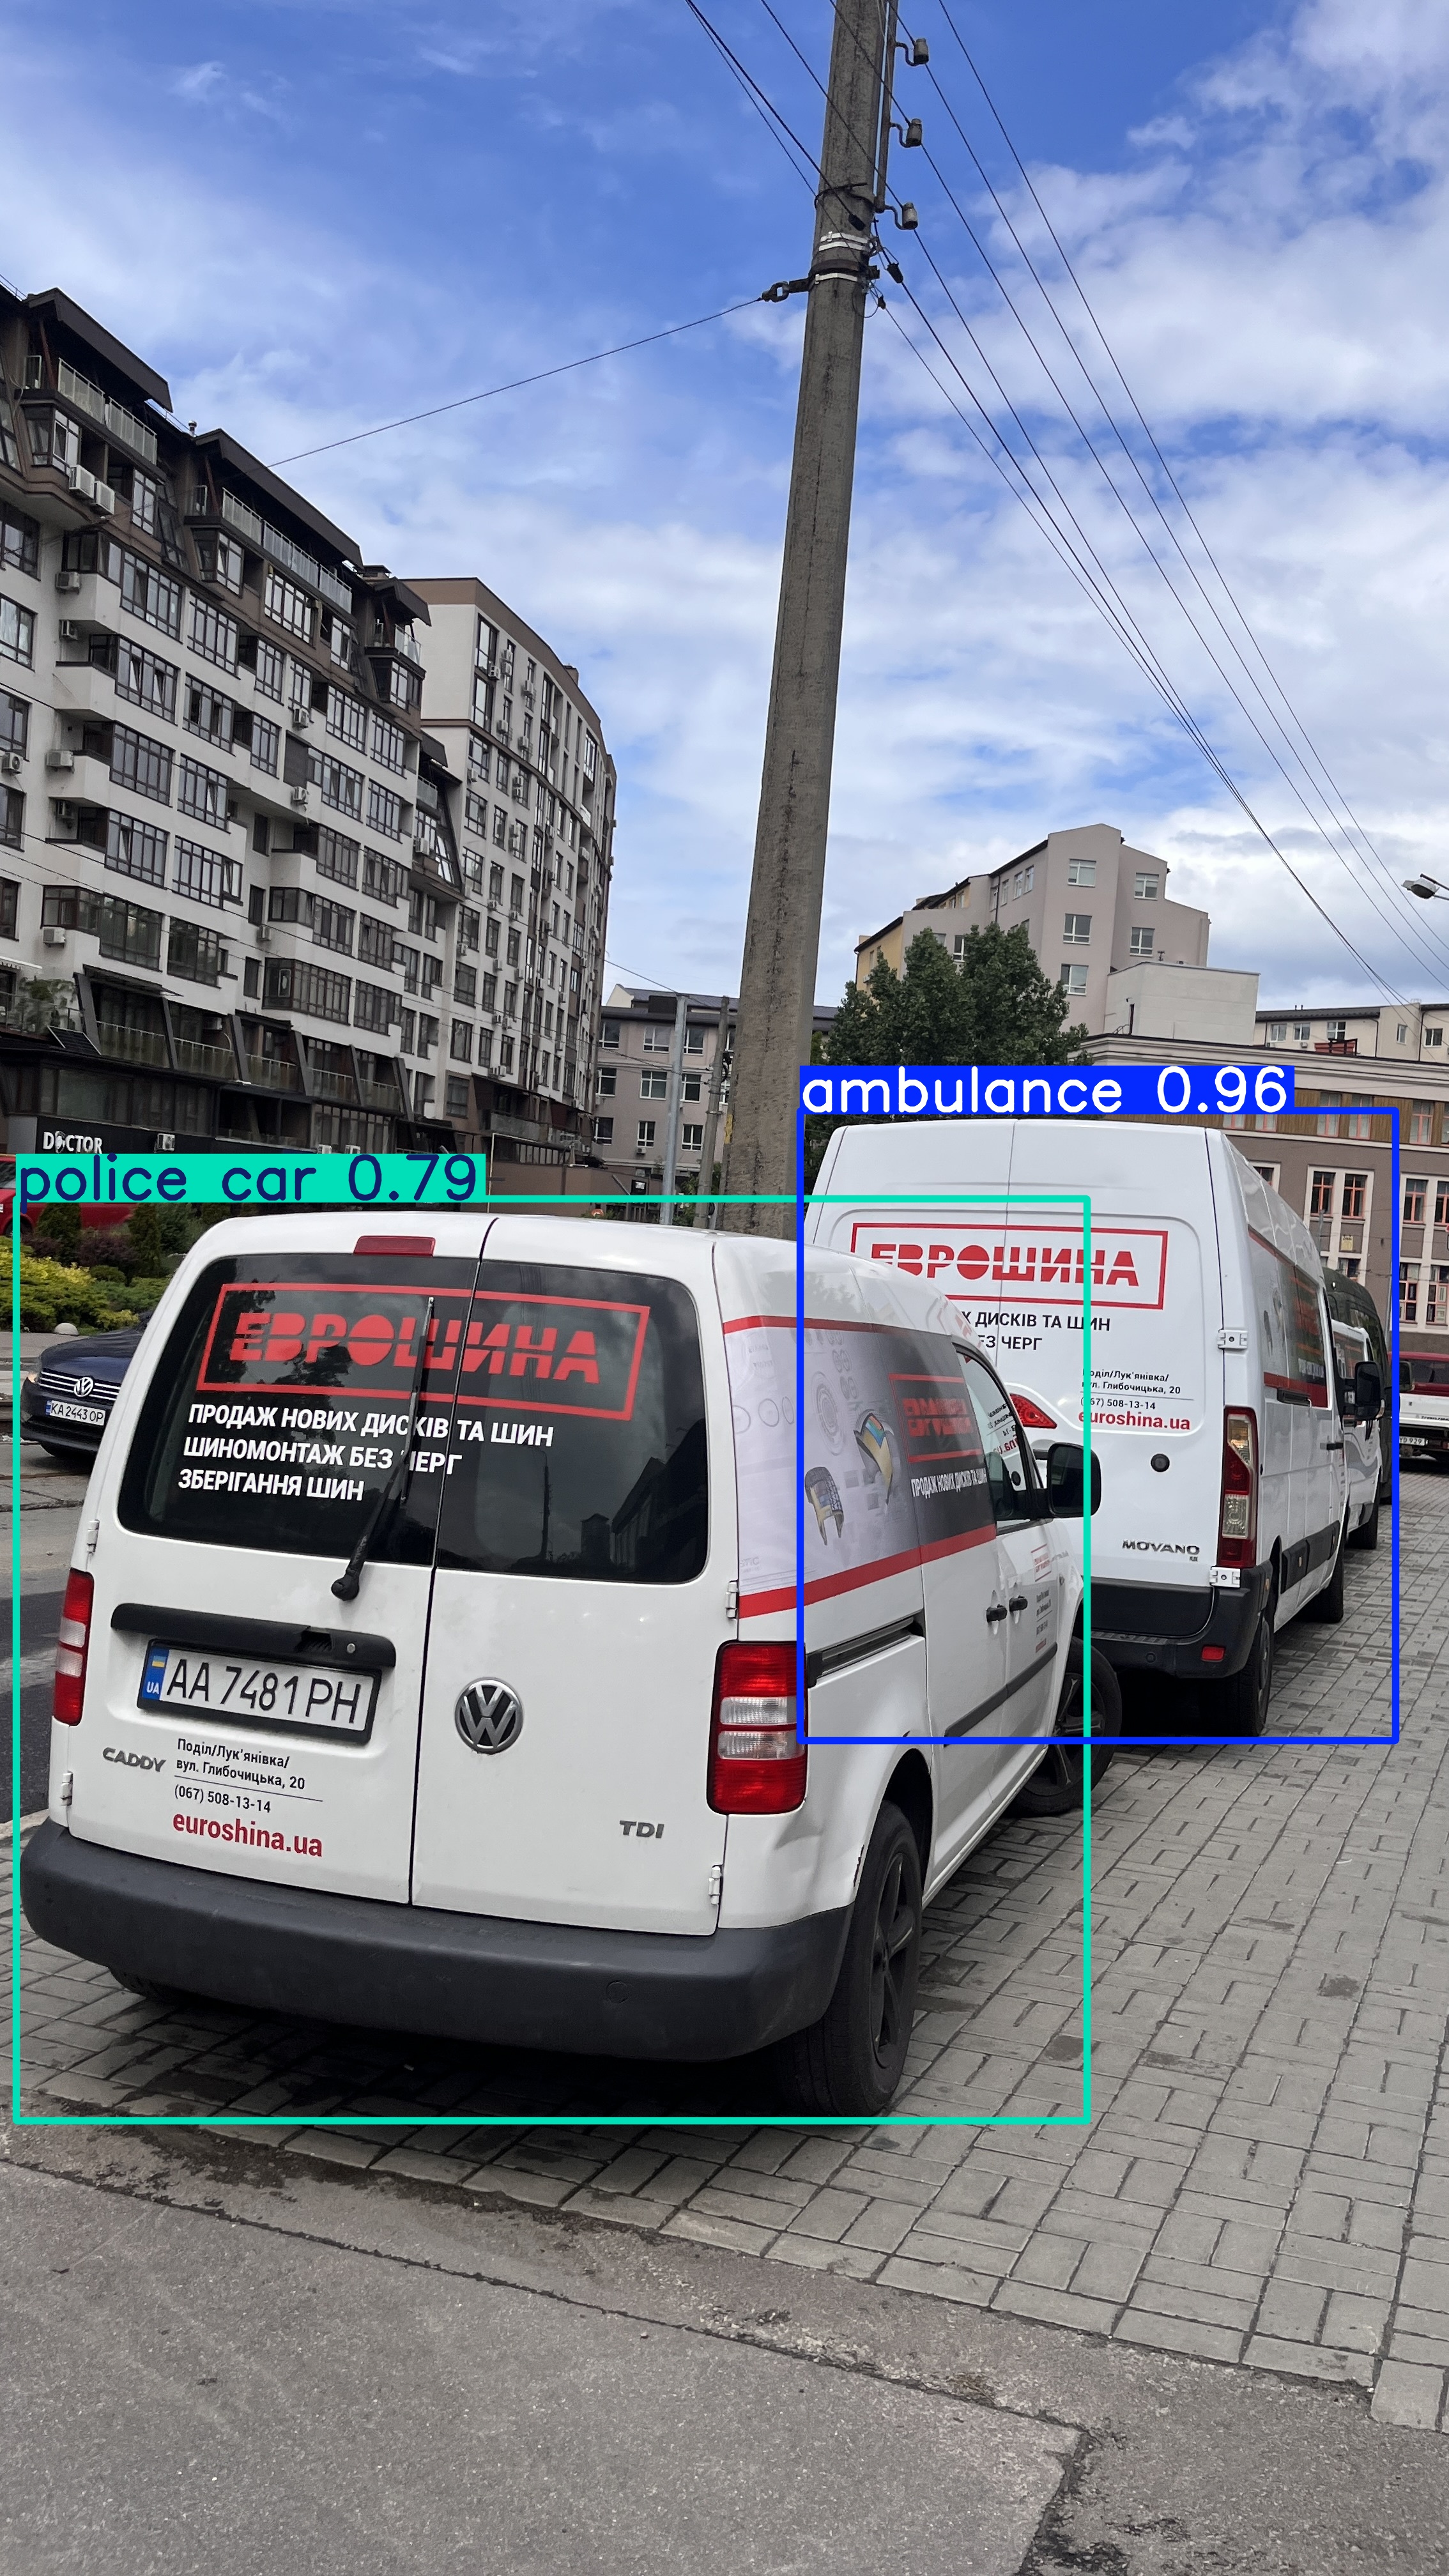 DOCTOR
ambulance 0.96
police car 0.79
ЕВРОШИНА
ПРОДАЖ НОВИХ ДИСКІВ ТА ШИН
ШИНОМОНТАЖ БЕЗ ЧЕРГ
ЗБЕРІГАННЯ ШИН
KA 2443 OP
UA
AA 7481 PH
CADDY
Поділ/Лук'янівка/
вул. Глибочицька, 20
(067) 508-13-14
euroshina.ua
TDI
ПРОДАЖ НОВИХ ДИСКІВ ТА ШИН
ЕВРОШИНА
Х ДИСКІВ ТА ШИН
ЕЗ ЧЕРГ
Поділ/Лук'янівка/
вул. Глибочицька, 20
(067) 508-13-14
euroshina.ua
MOVANO